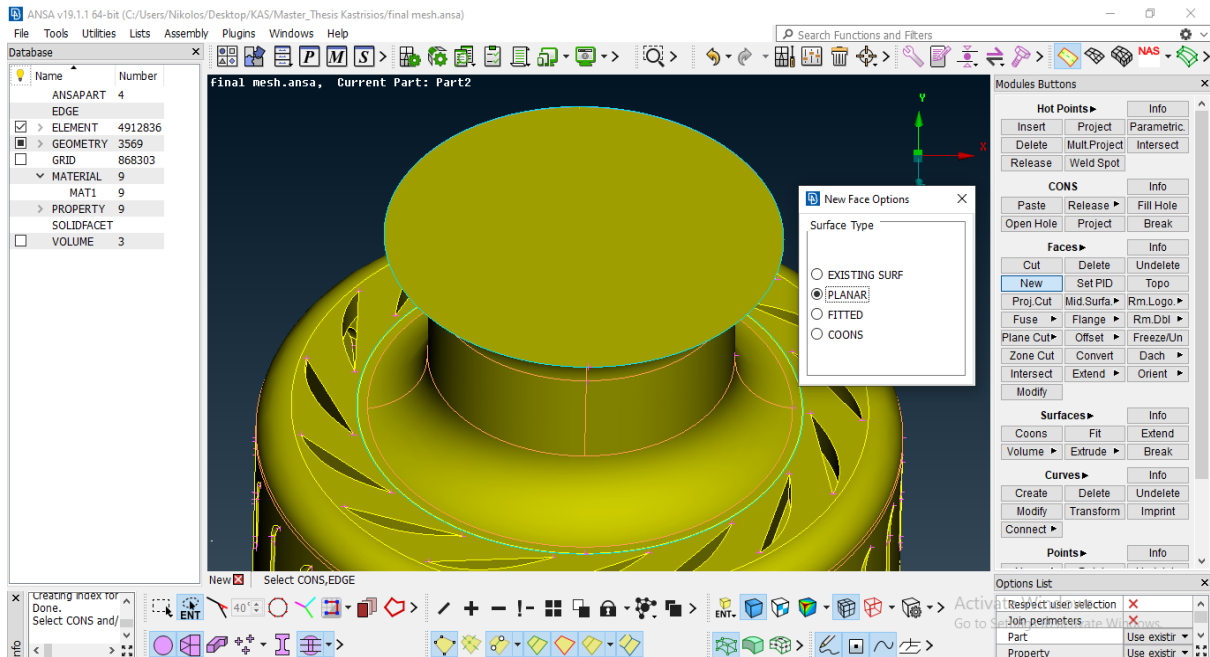 ANSA v19.1.1 64-bit (C:/Users/Nikolos/Desktop/KAS/Master_Thesis Kastrisios/final mesh.ansa)
File Tools Utilities Lists Assembly Plugins Windows Help
Search Functions and Filters
Database
P M S
NAS
Name Number
ANSAPART 4
EDGE
ELEMENT 4912836
GEOMETRY 3569
GRID 868303
MATERIAL 9
MAT1 9
PROPERTY 9
SOLIDFACET
VOLUME 3
final mesh.ansa, Current Part: Part2
Y
X
New Face Options
Surface Type
EXISTING SURF
PLANAR
FITTED
COONS
Modules Buttons
Hot Points Info
Insert Project Parametric.
Delete Mult.Project Intersect
Release Weld Spot
CONS Info
Paste Release Fill Hole
Open Hole Project Break
Faces Info
Cut Delete Undelete
New Set PID Topo
Proj.Cut Mid.Surfa. Rm.Logo.
Fuse Flange Rm.Dbl
Plane Cut Offset Freeze/Un
Zone Cut Convert Dach
Intersect Extend Orient
Modify
Surfaces Info
Coons Fit Extend
Volume Extrude Break
Curves Info
Create Delete Undelete
Modify Transform Imprint
Connect
Points Info
New Select CONS,EDGE
Options List
Creating index for
Done.
Select CONS and/
info
ENT 40°
ENT.
Respect user selection
Join perimeters
Part Use existir
Property Use existir
Activate Windows
Go to Settings to activate Windows.